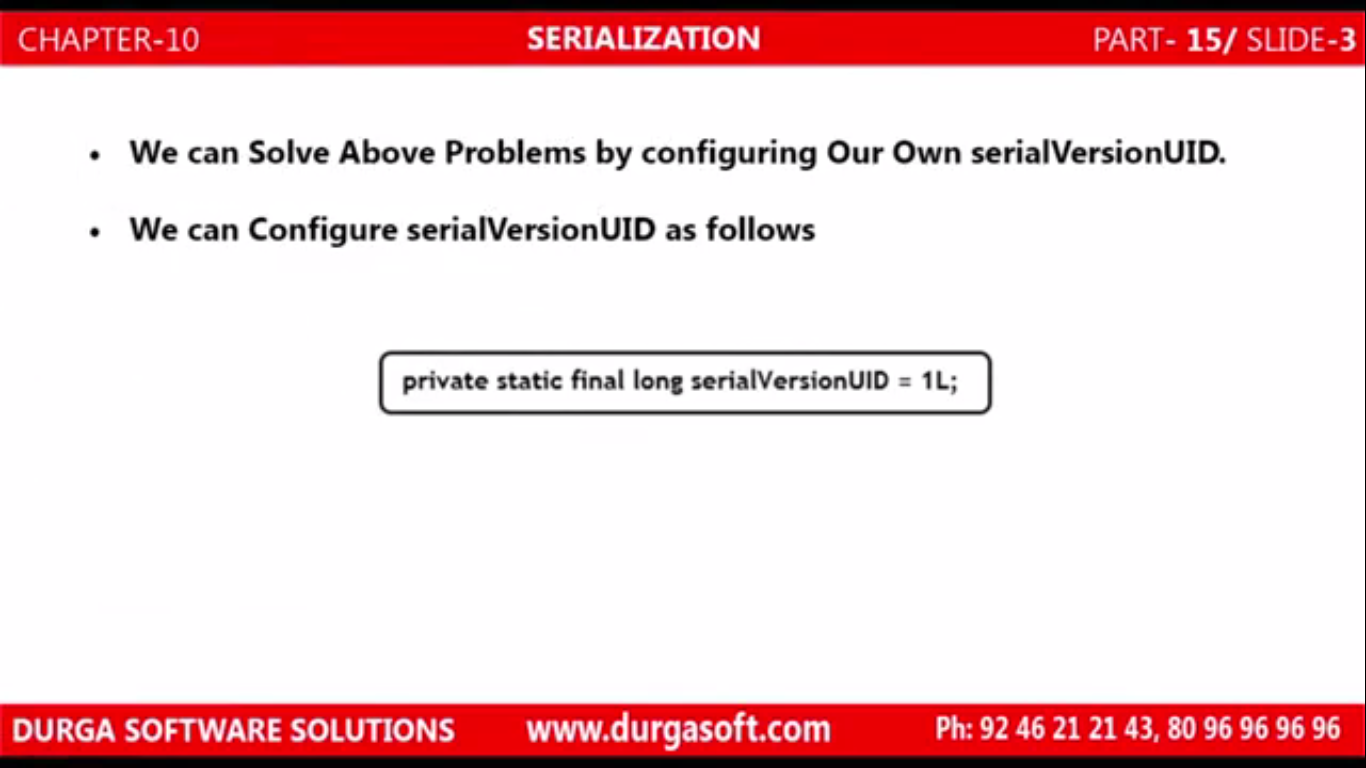 CHAPTER-10 SERIALIZATION PART- 15/ SLIDE-3
• We can Solve Above Problems by configuring Our Own serialVersionUID.
• We can Configure serialVersionUID as follows
private static final long serialVersionUID = 1L;
DURGA SOFTWARE SOLUTIONS www.durgasoft.com Ph: 92 46 21 21 43, 80 96 96 96 96